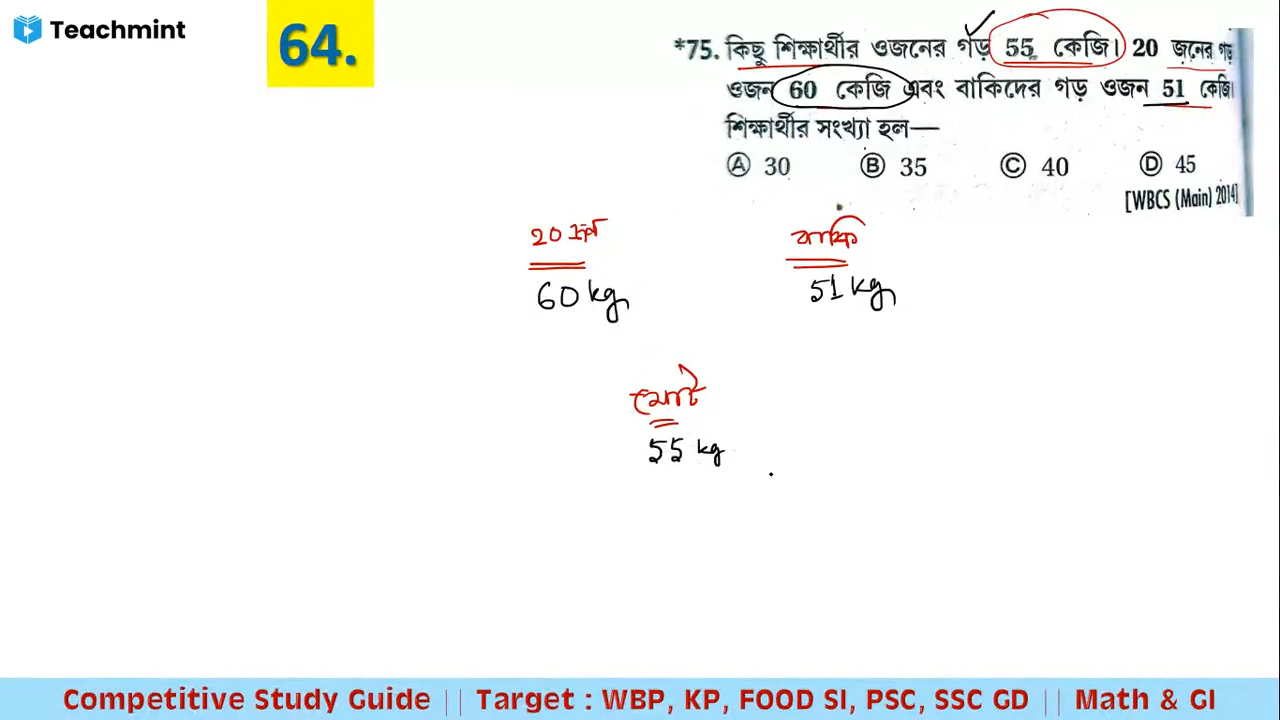 Teachmint
64.
*75. কিছু শিক্ষার্থীর ওজনের গড় 55 কেজি। 20 জনের গড়
ওজন 60 কেজি এবং বাকিদের গড় ওজন 51 কেজি।
শিক্ষার্থীর সংখ্যা হল—
Ⓐ 30 Ⓑ 35 Ⓒ 40 Ⓓ 45
[WBCS (Main) 2014]
20 জন বাকি
60 kg 51 kg
মোট
55 kg
Competitive Study Guide || Target : WBP, KP, FOOD SI, PSC, SSC GD || Math & GI